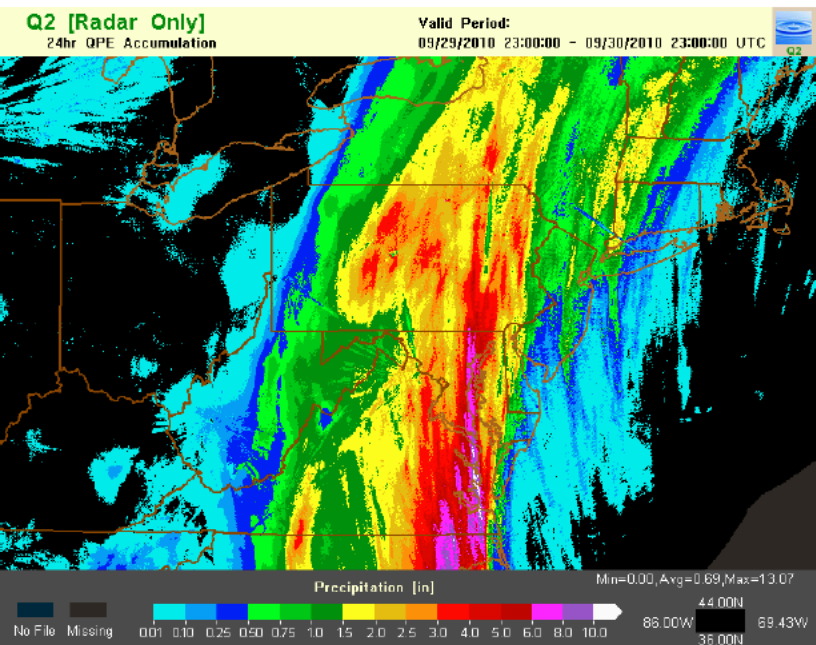 Q2 [Radar Only]
24hr QPE Accumulation
Valid Period:
09/29/2010 23:00:00 - 09/30/2010 23:00:00 UTC
Q2
Precipitation [in]
Min=0.00,Avg=0.69,Max=13.07
No File
Missing
0.01 0.10 0.25 0.50 0.75 1.0 1.5 2.0 2.5 3.0 4.0 5.0 6.0 8.0 10.0
44.00N
86.00W
69.43W
36.00N